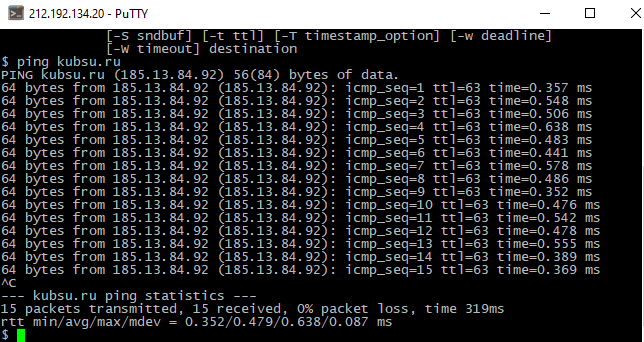 212.192.134.20 - PuTTY
[-S sndbuf] [-t ttl] [-T timestamp_option] [-w deadline]
[-W timeout] destination
$ ping kubsu.ru
PING kubsu.ru (185.13.84.92) 56(84) bytes of data.
64 bytes from 185.13.84.92 (185.13.84.92): icmp_seq=1 ttl=63 time=0.357 ms
64 bytes from 185.13.84.92 (185.13.84.92): icmp_seq=2 ttl=63 time=0.548 ms
64 bytes from 185.13.84.92 (185.13.84.92): icmp_seq=3 ttl=63 time=0.506 ms
64 bytes from 185.13.84.92 (185.13.84.92): icmp_seq=4 ttl=63 time=0.638 ms
64 bytes from 185.13.84.92 (185.13.84.92): icmp_seq=5 ttl=63 time=0.483 ms
64 bytes from 185.13.84.92 (185.13.84.92): icmp_seq=6 ttl=63 time=0.441 ms
64 bytes from 185.13.84.92 (185.13.84.92): icmp_seq=7 ttl=63 time=0.578 ms
64 bytes from 185.13.84.92 (185.13.84.92): icmp_seq=8 ttl=63 time=0.486 ms
64 bytes from 185.13.84.92 (185.13.84.92): icmp_seq=9 ttl=63 time=0.352 ms
64 bytes from 185.13.84.92 (185.13.84.92): icmp_seq=10 ttl=63 time=0.476 ms
64 bytes from 185.13.84.92 (185.13.84.92): icmp_seq=11 ttl=63 time=0.542 ms
64 bytes from 185.13.84.92 (185.13.84.92): icmp_seq=12 ttl=63 time=0.478 ms
64 bytes from 185.13.84.92 (185.13.84.92): icmp_seq=13 ttl=63 time=0.555 ms
64 bytes from 185.13.84.92 (185.13.84.92): icmp_seq=14 ttl=63 time=0.389 ms
64 bytes from 185.13.84.92 (185.13.84.92): icmp_seq=15 ttl=63 time=0.369 ms
^C
--- kubsu.ru ping statistics ---
15 packets transmitted, 15 received, 0% packet loss, time 319ms
rtt min/avg/max/mdev = 0.352/0.479/0.638/0.087 ms
$